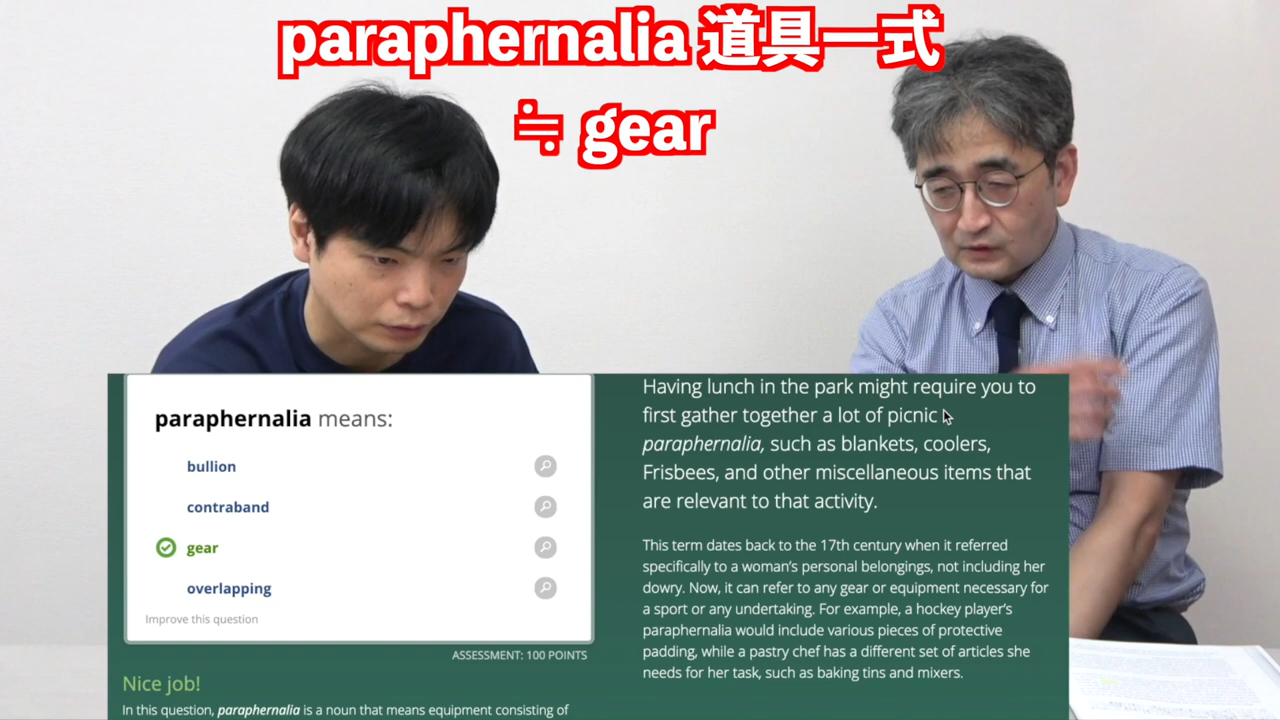 paraphernalia 道具一式
≒ gear
paraphernalia means:
bullion
contraband
gear
overlapping
Improve this question
ASSESSMENT: 100 POINTS
Nice job!
In this question, paraphernalia is a noun that means equipment consisting of
Having lunch in the park might require you to
first gather together a lot of picnic
paraphernalia, such as blankets, coolers,
Frisbees, and other miscellaneous items that
are relevant to that activity.
This term dates back to the 17th century when it referred
specifically to a woman's personal belongings, not including her
dowry. Now, it can refer to any gear or equipment necessary for
a sport or any undertaking. For example, a hockey player's
paraphernalia would include various pieces of protective
padding, while a pastry chef has a different set of articles she
needs for her task, such as baking tins and mixers.